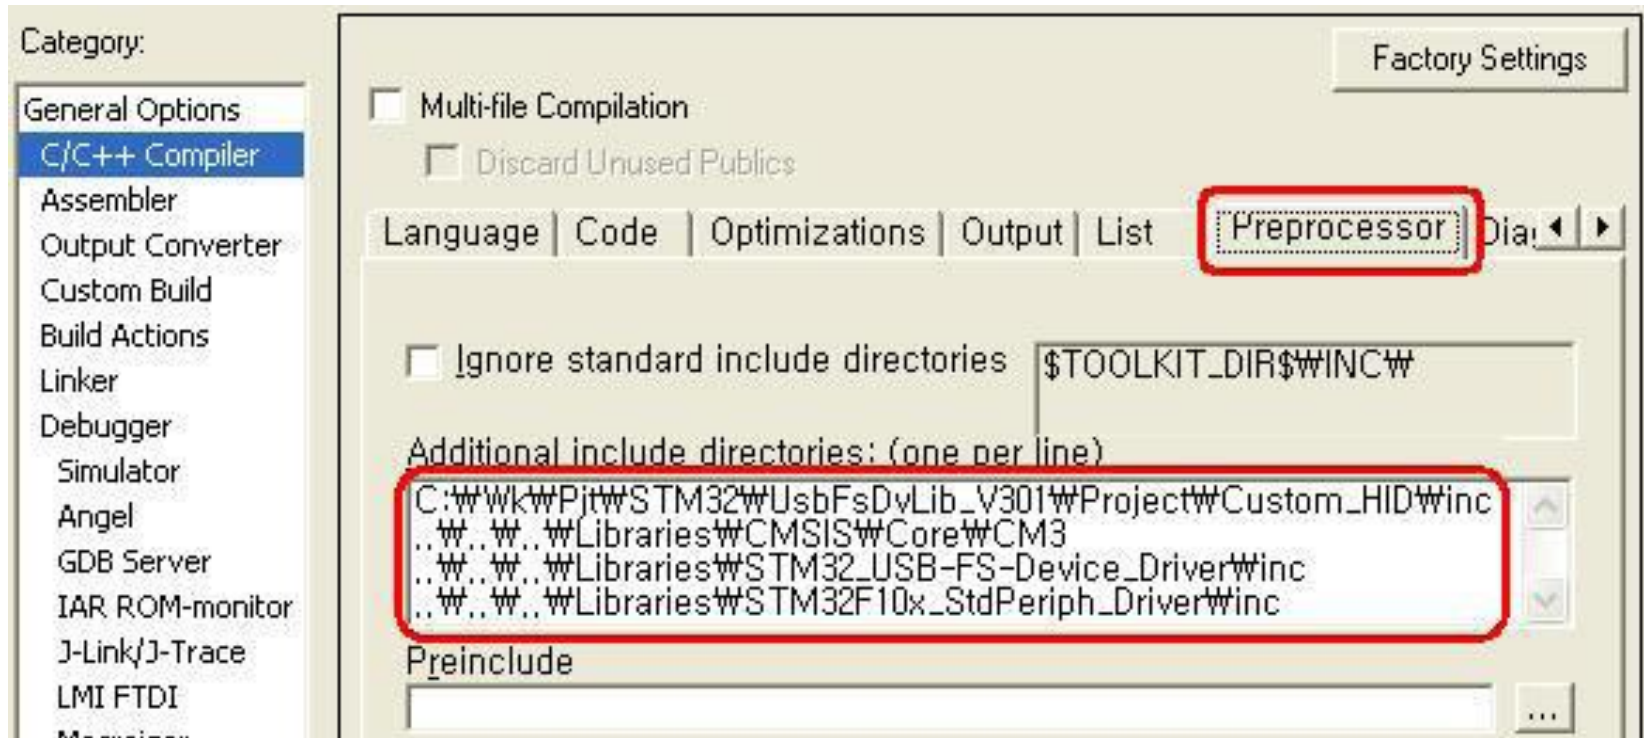 Category:
General Options
C/C++ Compiler
Assembler
Output Converter
Custom Build
Build Actions
Linker
Debugger
Simulator
Angel
GDB Server
IAR ROM-monitor
J-Link/J-Trace
LMI FTDI
Factory Settings
Multi-file Compilation
Discard Unused Publics
Language Code Optimizations Output List Preprocessor
Ignore standard include directories
$TOOLKIT_DIR$₩INC₩
Additional include directories: (one per line)
C:₩Wk₩Pjt₩STM32₩UsbFsDvLib_V301₩Project₩Custom_HID₩inc
..₩..₩..₩Libraries₩CMSIS₩Core₩CM3
..₩..₩..₩Libraries₩STM32_USB-FS-Device_Driver₩inc
..₩..₩..₩Libraries₩STM32F10x_StdPeriph_Driver₩inc
Preinclude
...